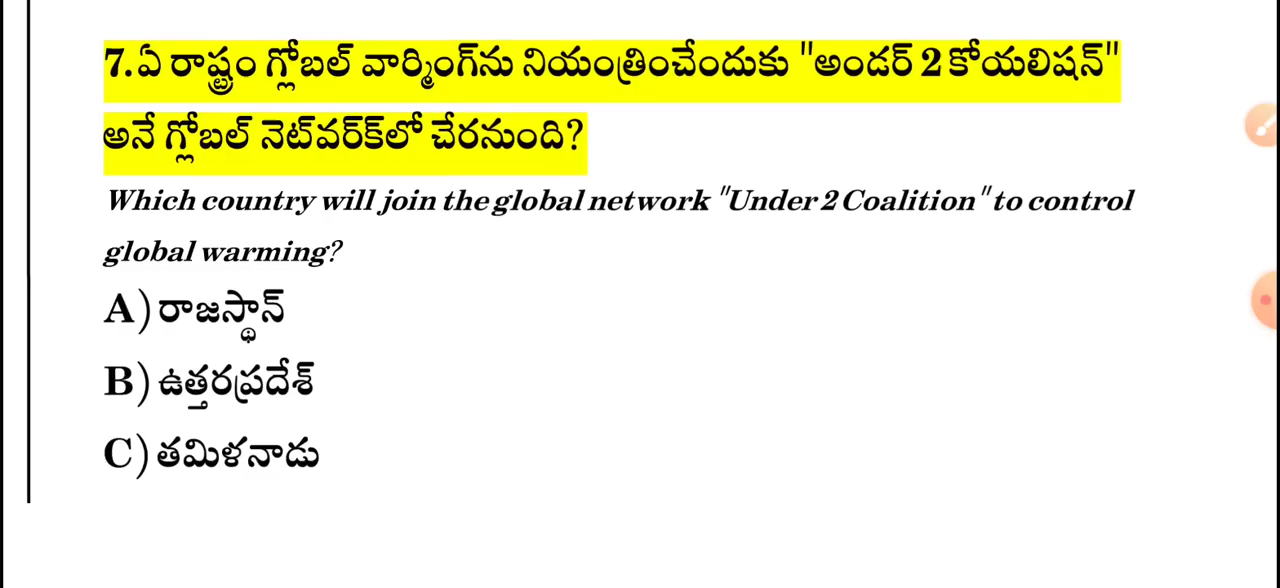 7.ఏ రాష్ట్రం గ్లోబల్ వార్మింగ్‌ను నియంత్రించేందుకు "అండర్ 2 కోయలిషన్"
అనే గ్లోబల్ నెట్‌వర్క్‌లో చేరనుంది?
Which country will join the global network "Under 2 Coalition" to control
global warming?
A) రాజస్థాన్
B) ఉత్తరప్రదేశ్
C) తమిళనాడు